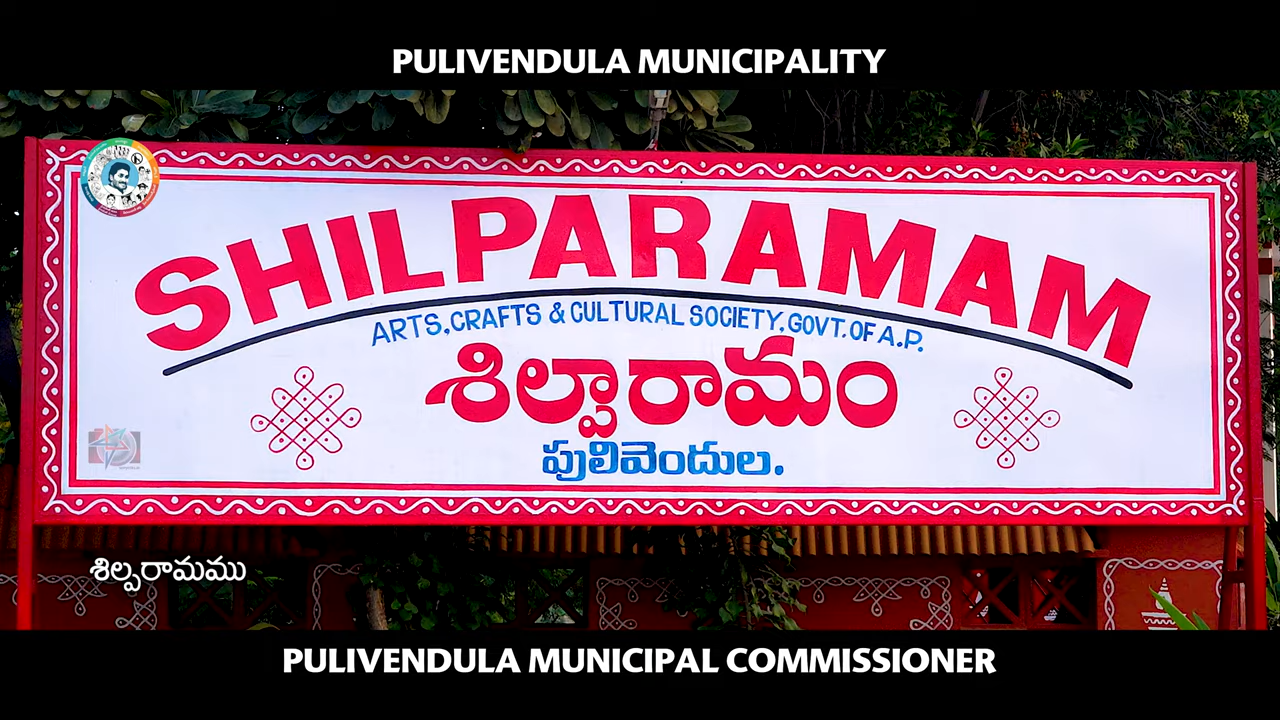 PULIVENDULA MUNICIPALITY
SHILPARAMAM
ARTS, CRAFTS & CULTURAL SOCIETY, GOVT. OF A.P.
శిల్పారామం
పులివెందుల.
శిల్పరామము
PULIVENDULA MUNICIPAL COMMISSIONER